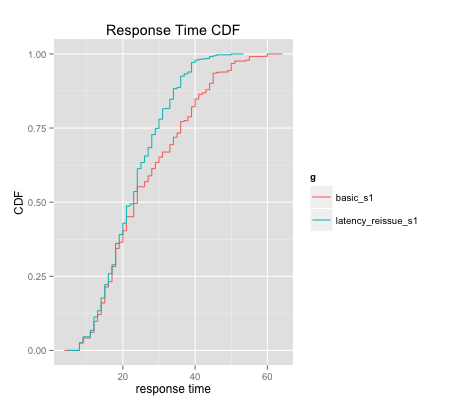 Response Time CDF
1.00
0.75
0.50
0.25
0.00
CDF
20
40
60
response time
g
basic_s1
latency_reissue_s1